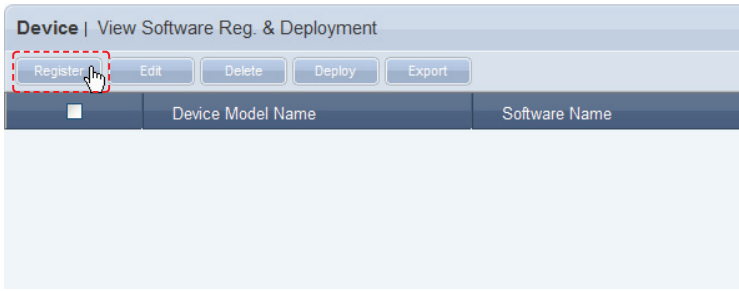 Device | View Software Reg. & Deployment
Register Edit Delete Deploy Export
Device Model Name Software Name